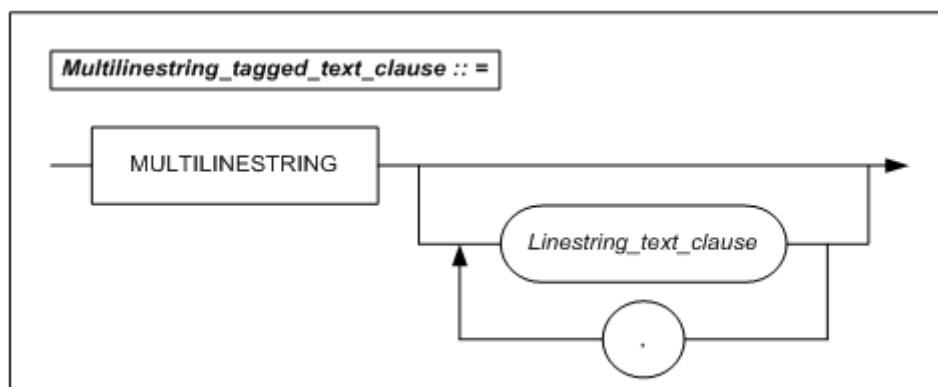 Multilinestring_tagged_text_clause :: =
MULTILINESTRING
Linestring_text_clause
,